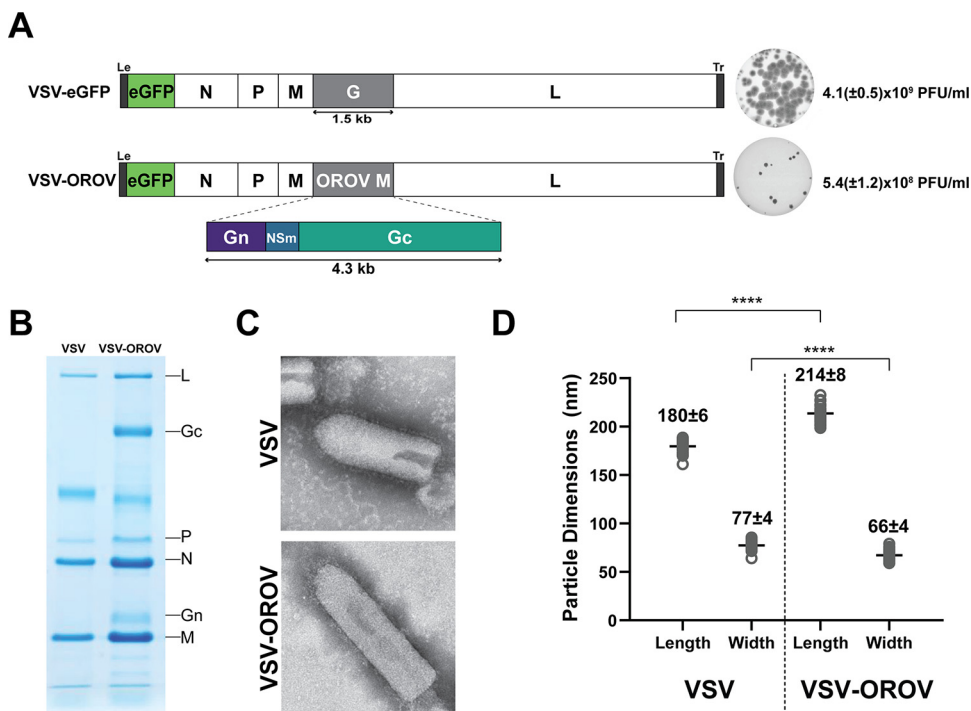 A
Le
Tr
VSV-eGFP
eGFP
N
P
M
G
L
4.1(±0.5)x10⁹ PFU/ml
1.5 kb
Le
Tr
VSV-OROV
eGFP
N
P
M
OROV M
L
5.4(±1.2)x10⁸ PFU/ml
Gn
NSm
Gc
4.3 kb
B
VSV
VSV-OROV
L
Gc
P
N
Gn
M
C
VSV
VSV-OROV
D
****
****
Particle Dimensions (nm)
250
200
150
100
50
0
180±6
77±4
214±8
66±4
Length
Width
Length
Width
VSV
VSV-OROV